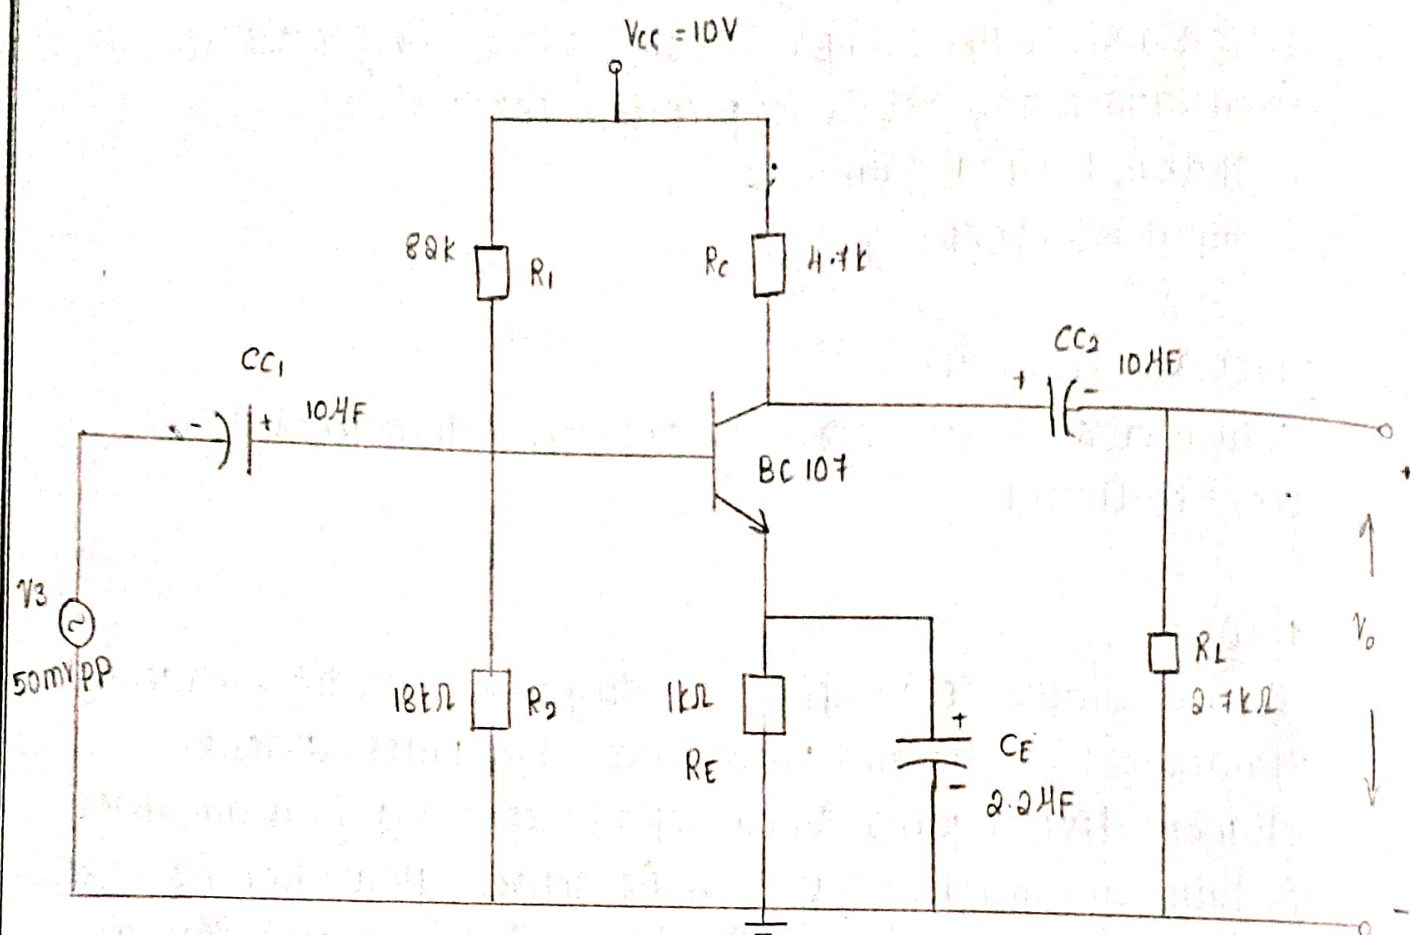 Vcc = 10V
82k
R1
Rc
4.7k
CC1
10μF
CC2
+
10μF
-
-
+
BC 107
+
V3
50mVpp
18kΩ
R2
1kΩ
RE
+
CE
-
2.2μF
RL
2.7kΩ
Vo
-